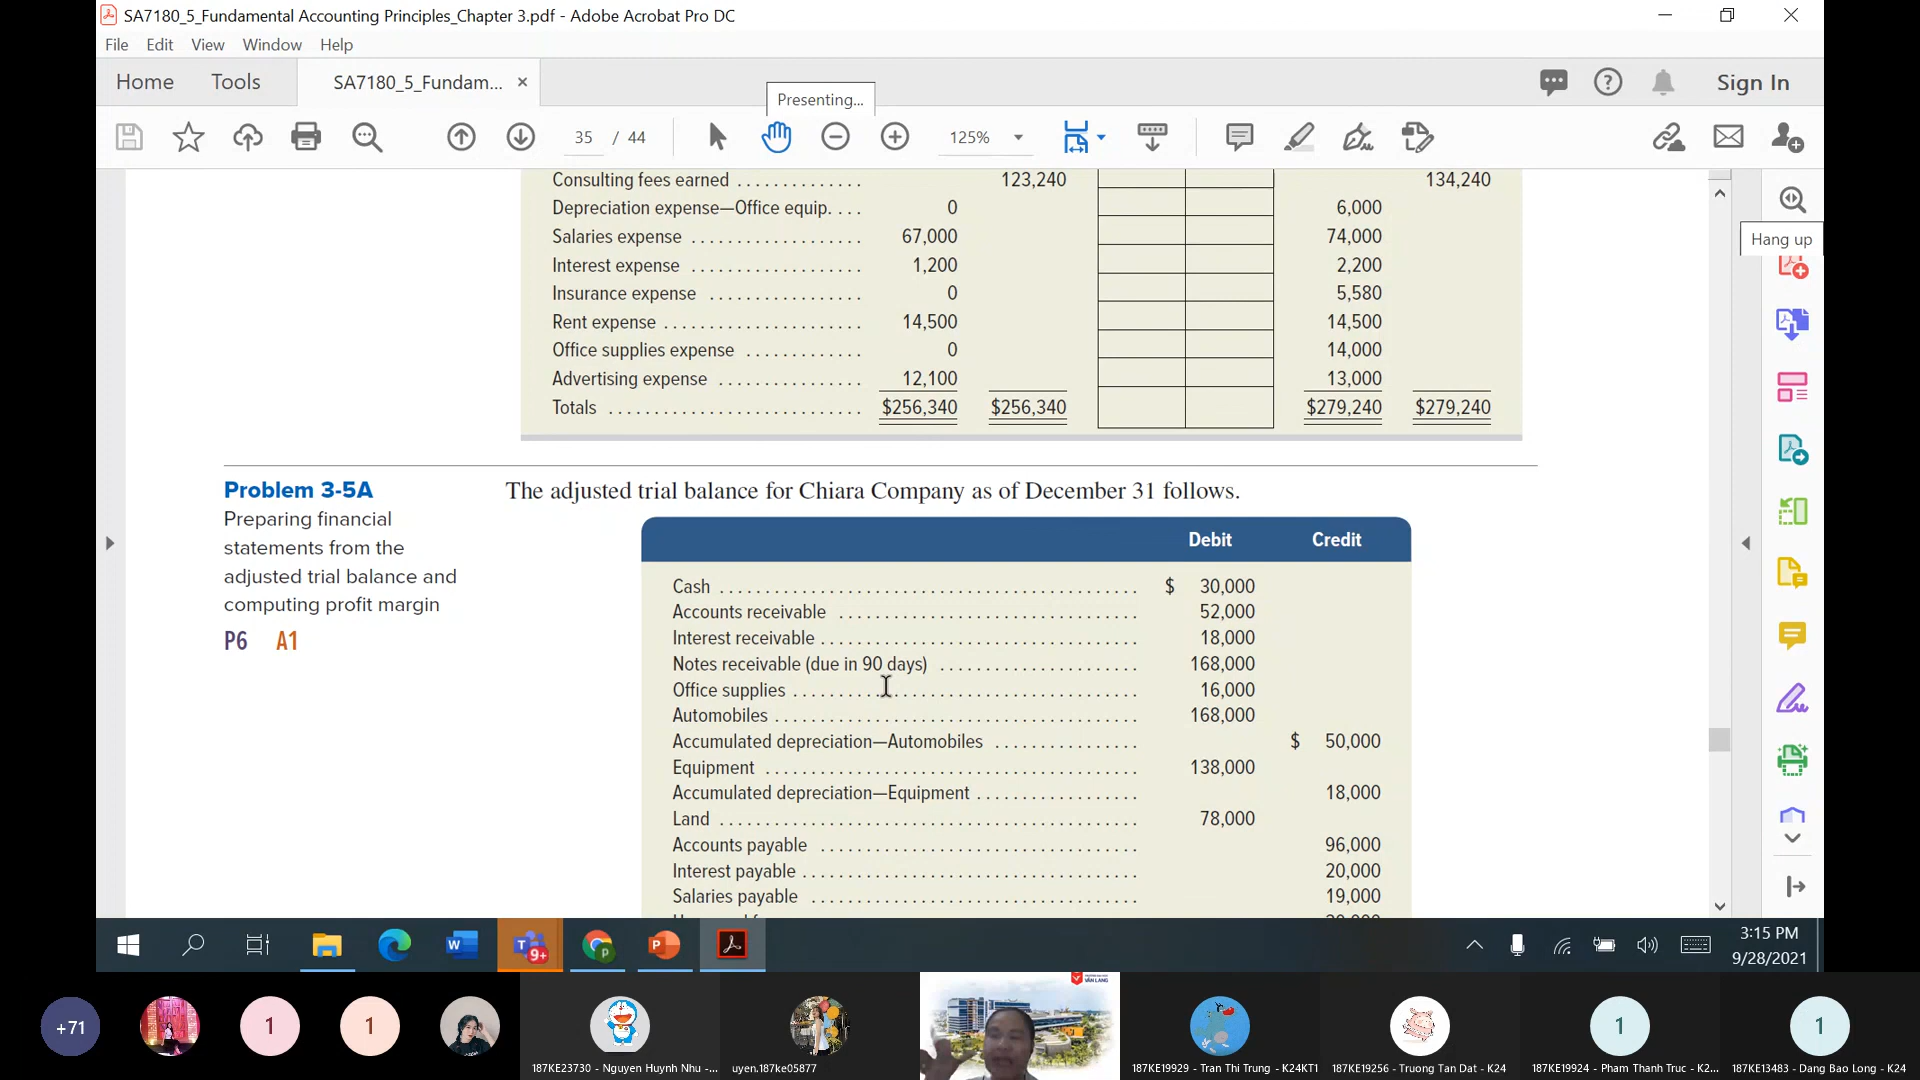 SA7180_5_Fundamental Accounting Principles_Chapter 3.pdf - Adobe Acrobat Pro DC
File Edit View Window Help
Home Tools SA7180_5_Fundam... × Sign In
Presenting...
35 / 44 125%
Consulting fees earned . . . . . . . . . . . . . 123,240 134,240
Depreciation expense—Office equip. . . . 0 6,000
Hang up
Salaries expense . . . . . . . . . . . . . . . . . . 67,000 74,000
Interest expense . . . . . . . . . . . . . . . . . . 1,200 2,200
Insurance expense . . . . . . . . . . . . . . . . 0 5,580
Rent expense . . . . . . . . . . . . . . . . . . . . . 14,500 14,500
Office supplies expense . . . . . . . . . . . . 0 14,000
Advertising expense . . . . . . . . . . . . . . . 12,100 13,000
Totals . . . . . . . . . . . . . . . . . . . . . . . . . . . $256,340 $256,340 $279,240 $279,240
Problem 3-5A
Preparing financial
statements from the
adjusted trial balance and
computing profit margin
P6 A1
The adjusted trial balance for Chiara Company as of December 31 follows.
Debit Credit
Cash . . . . . . . . . . . . . . . . . . . . $ 30,000
Accounts receivable . . . . . . . . . . . . . . . . . . . . 52,000
Interest receivable . . . . . . . . . . . . . . . . . . . . 18,000
Notes receivable (due in 90 days) . . . . . . . . . . . . . . . . . . . . 168,000
Office supplies . . . . . . . . . . . . . . . . . . . . 16,000
Automobiles . . . . . . . . . . . . . . . . . . . . 168,000
Accumulated depreciation—Automobiles . . . . . . . . . . . . . . . $ 50,000
Equipment . . . . . . . . . . . . . . . . . . . . 138,000
Accumulated depreciation—Equipment . . . . . . . . . . . . . . . . . 18,000
Land . . . . . . . . . . . . . . . . . . . . 78,000
Accounts payable . . . . . . . . . . . . . . . . . . . . 96,000
Interest payable . . . . . . . . . . . . . . . . . . . . 20,000
Salaries payable . . . . . . . . . . . . . . . . . . . . 19,000
9+
3:15 PM
9/28/2021
+71 1 1 1 1
VĂN LANG
187KE23730 - Nguyen Huynh Nhu -... uyen.187ke05877 187KE19929 - Tran Thi Trung - K24KT1 187KE19256 - Truong Tan Dat - K24 187KE19924 - Pham Thanh Truc - K2... 187KE13483 - Dang Bao Long - K24